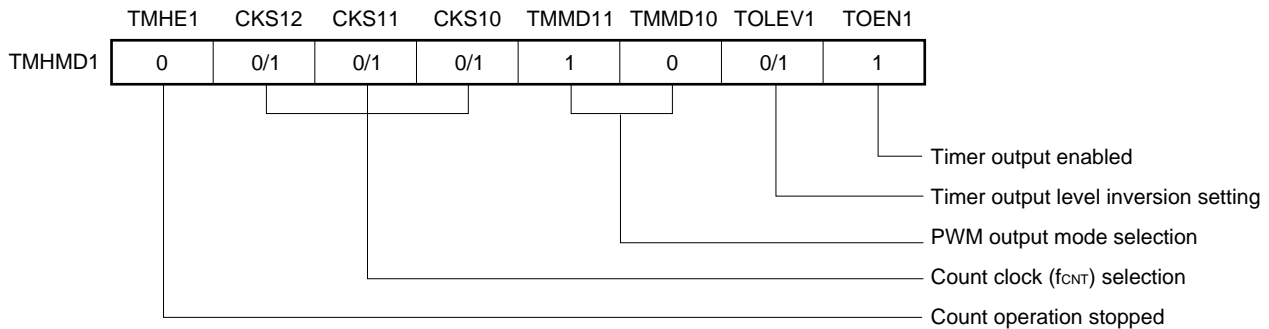 TMHE1 CKS12 CKS11 CKS10 TMMD11 TMMD10 TOLEV1 TOEN1
TMHMD1 0 0/1 0/1 0/1 1 0 0/1 1
Timer output enabled
Timer output level inversion setting
PWM output mode selection
Count clock (fCNT) selection
Count operation stopped